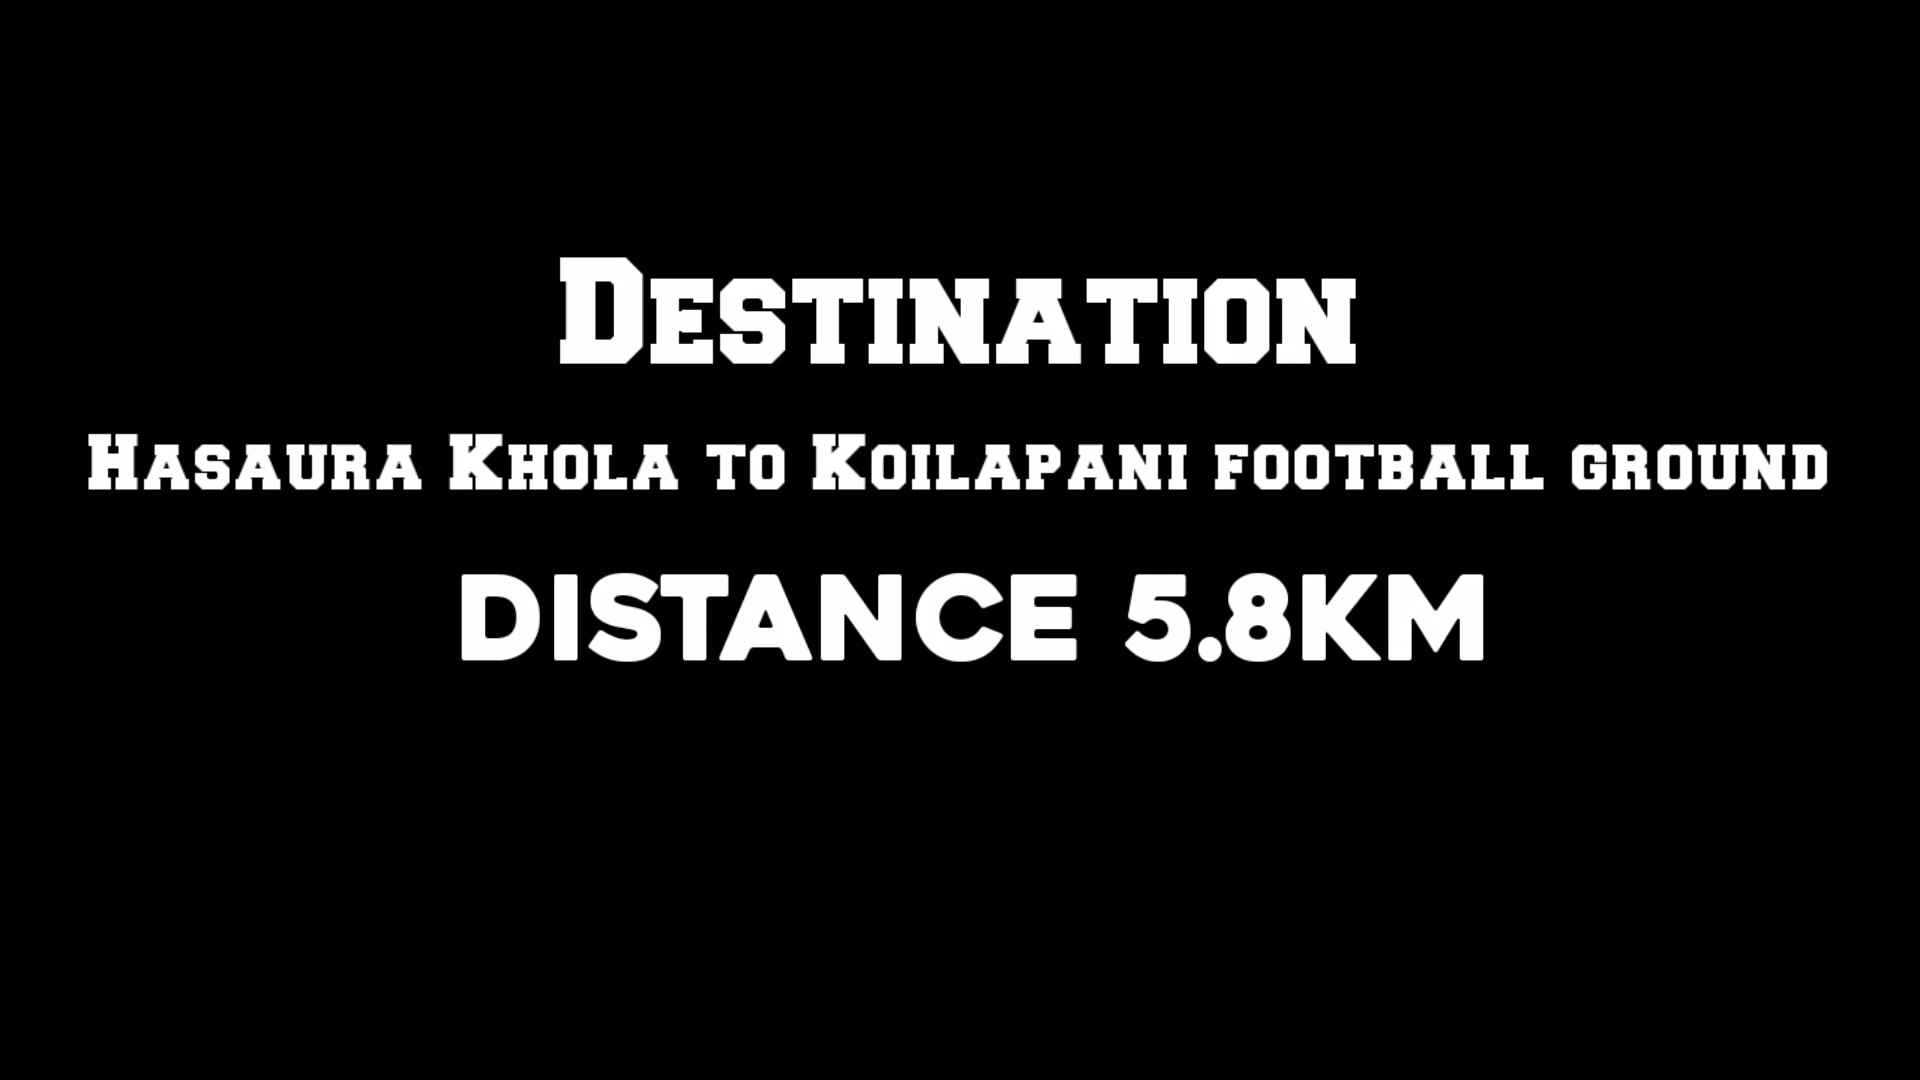 Destination
Hasaura Khola to Koilapani football ground
DISTANCE 5.8KM